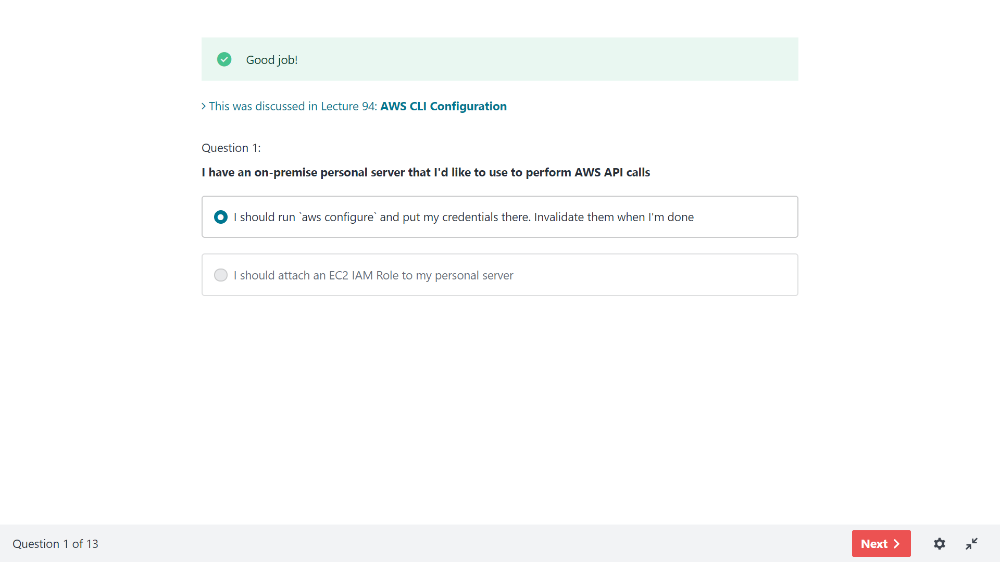 Good job!
This was discussed in Lecture 94: AWS CLI Configuration
Question 1:
I have an on-premise personal server that I'd like to use to perform AWS API calls
I should run `aws configure` and put my credentials there. Invalidate them when I'm done
I should attach an EC2 IAM Role to my personal server
Question 1 of 13
Next